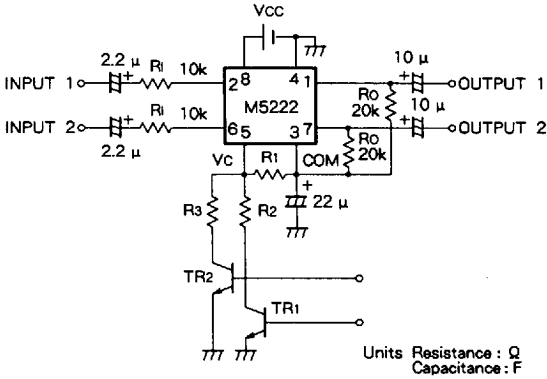 VCC
2.2 μ
10 μ
INPUT 1
+
RI
10k
2
8
4
1
+
OUTPUT 1
M5222
RO
20k
10 μ
INPUT 2
+
RI
10k
6
5
3
7
+
OUTPUT 2
2.2 μ
RO
20k
VC
R1
COM
+
R3
R2
22 μ
TR2
TR1
Units Resistance : Ω
Capacitance : F